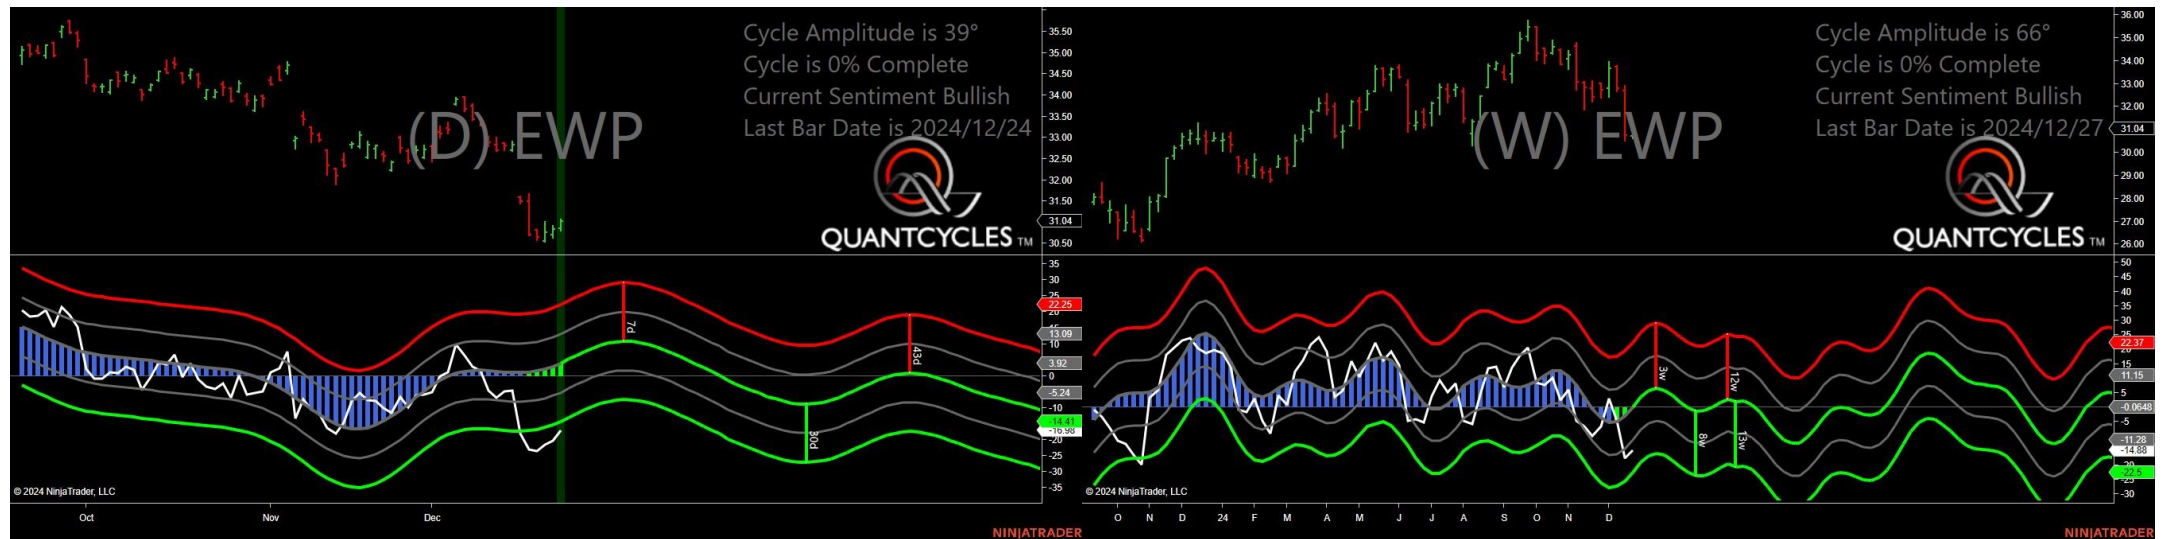 Cycle Amplitude is 39°
Cycle is 0% Complete
Current Sentiment Bullish
Last Bar Date is 2024/12/24
(D) EWP
QUANTCYCLES TM
35.50
35.00
34.50
34.00
33.50
33.00
32.50
32.00
31.50
31.04
30.50
35
30
25
22.25
20
13.09
10
3.92
0
-5.24
-10
-14.41
-16.98
-20
-25
-30
-35
7d
43d
30d
© 2024 NinjaTrader, LLC
Oct Nov Dec
NINJATRADER
Cycle Amplitude is 66°
Cycle is 0% Complete
Current Sentiment Bullish
Last Bar Date is 2024/12/27
(W) EWP
QUANTCYCLES TM
36.00
35.00
34.00
33.00
32.00
31.04
30.00
29.00
28.00
27.00
26.00
50
45
40
35
30
25
22.37
15
11.15
5
-0.0648
-5
-11.28
-14.88
-22.5
-30
3w
12w
8w
13w
© 2024 NinjaTrader, LLC
O N D 24 F M A M J J A S O N D
NINJATRADER